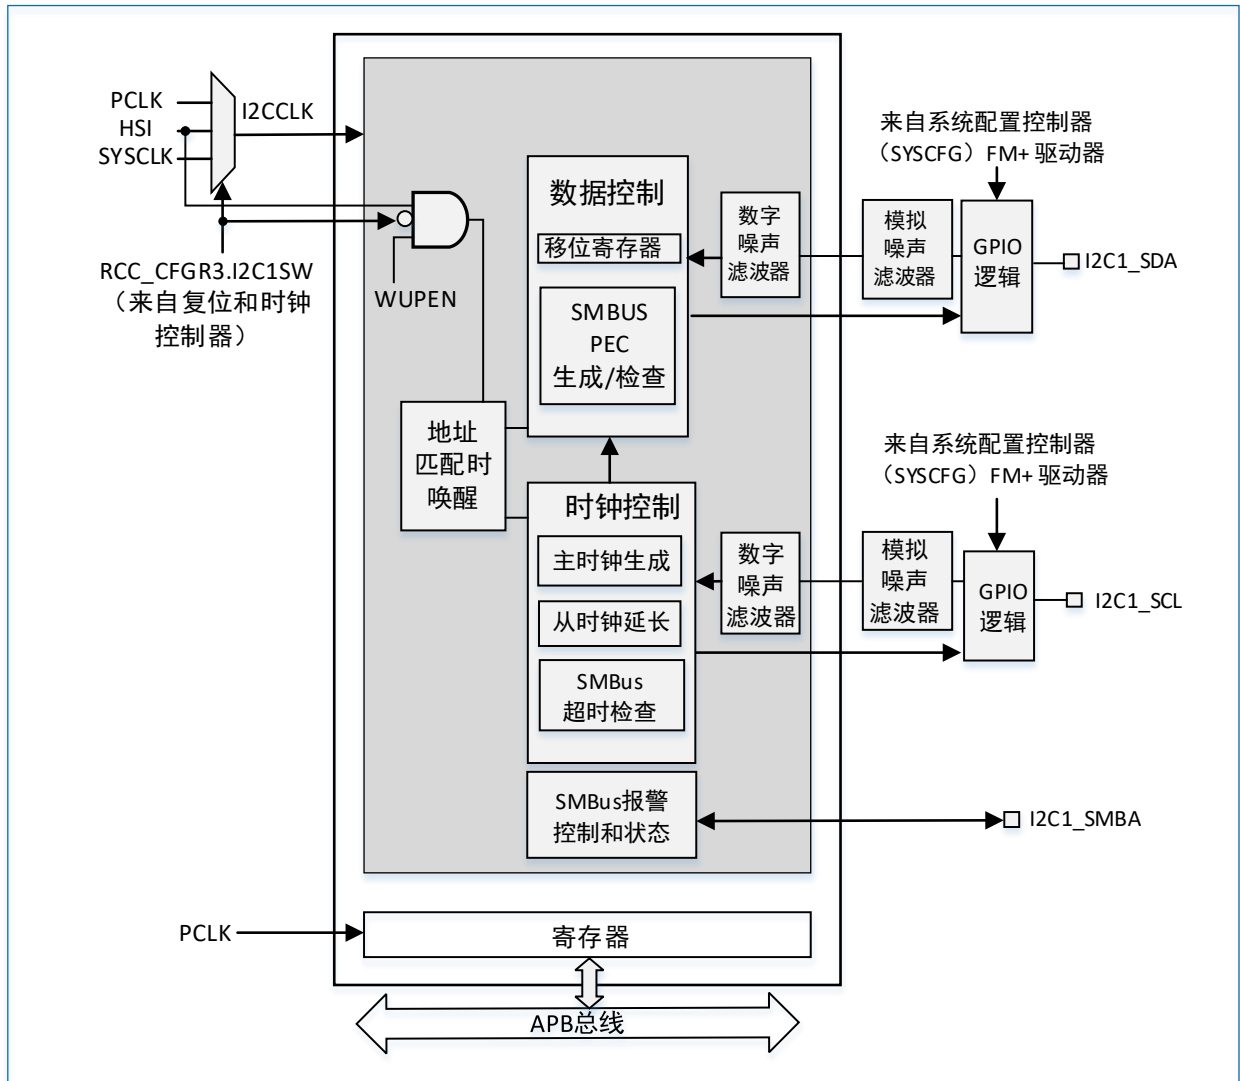 PCLK
HSI
SYSCLK
I2CCLK
RCC_CFGR3.I2C1SW
（来自复位和时钟
控制器）
WUPEN
地址
匹配时
唤醒
数据控制
移位寄存器
SMBUS
PEC
生成/检查
数字
噪声
滤波器
模拟
噪声
滤波器
来自系统配置控制器
（SYSCFG）FM+ 驱动器
GPIO
逻辑
I2C1_SDA
时钟控制
主时钟生成
从时钟延长
SMBus
超时检查
数字
噪声
滤波器
模拟
噪声
滤波器
来自系统配置控制器
（SYSCFG）FM+ 驱动器
GPIO
逻辑
I2C1_SCL
SMBus报警
控制和状态
I2C1_SMBA
PCLK
寄存器
APB总线